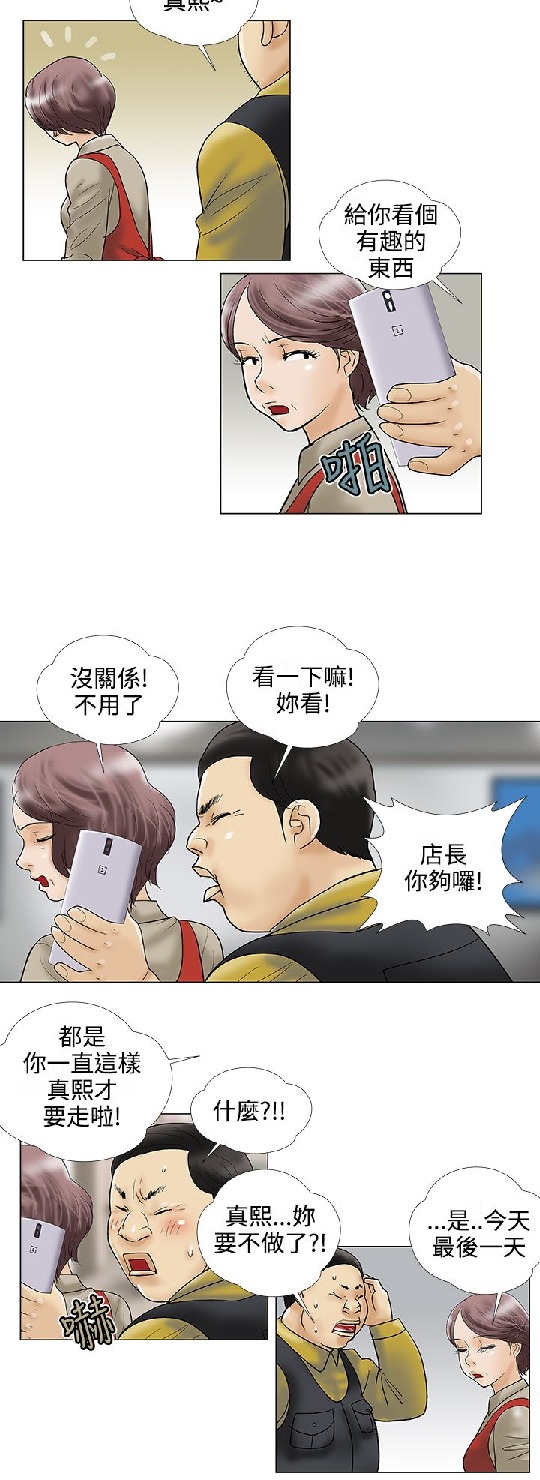 真熙~
給你看個
有趣的
東西
啪
沒關係!
不用了
看一下嘛!
妳看!
店長
你夠囉!
都是
你一直這樣
真熙才
要走啦!
什麼?!!
嚇
真熙...妳
要不做了?!
...是..今天
最後一天